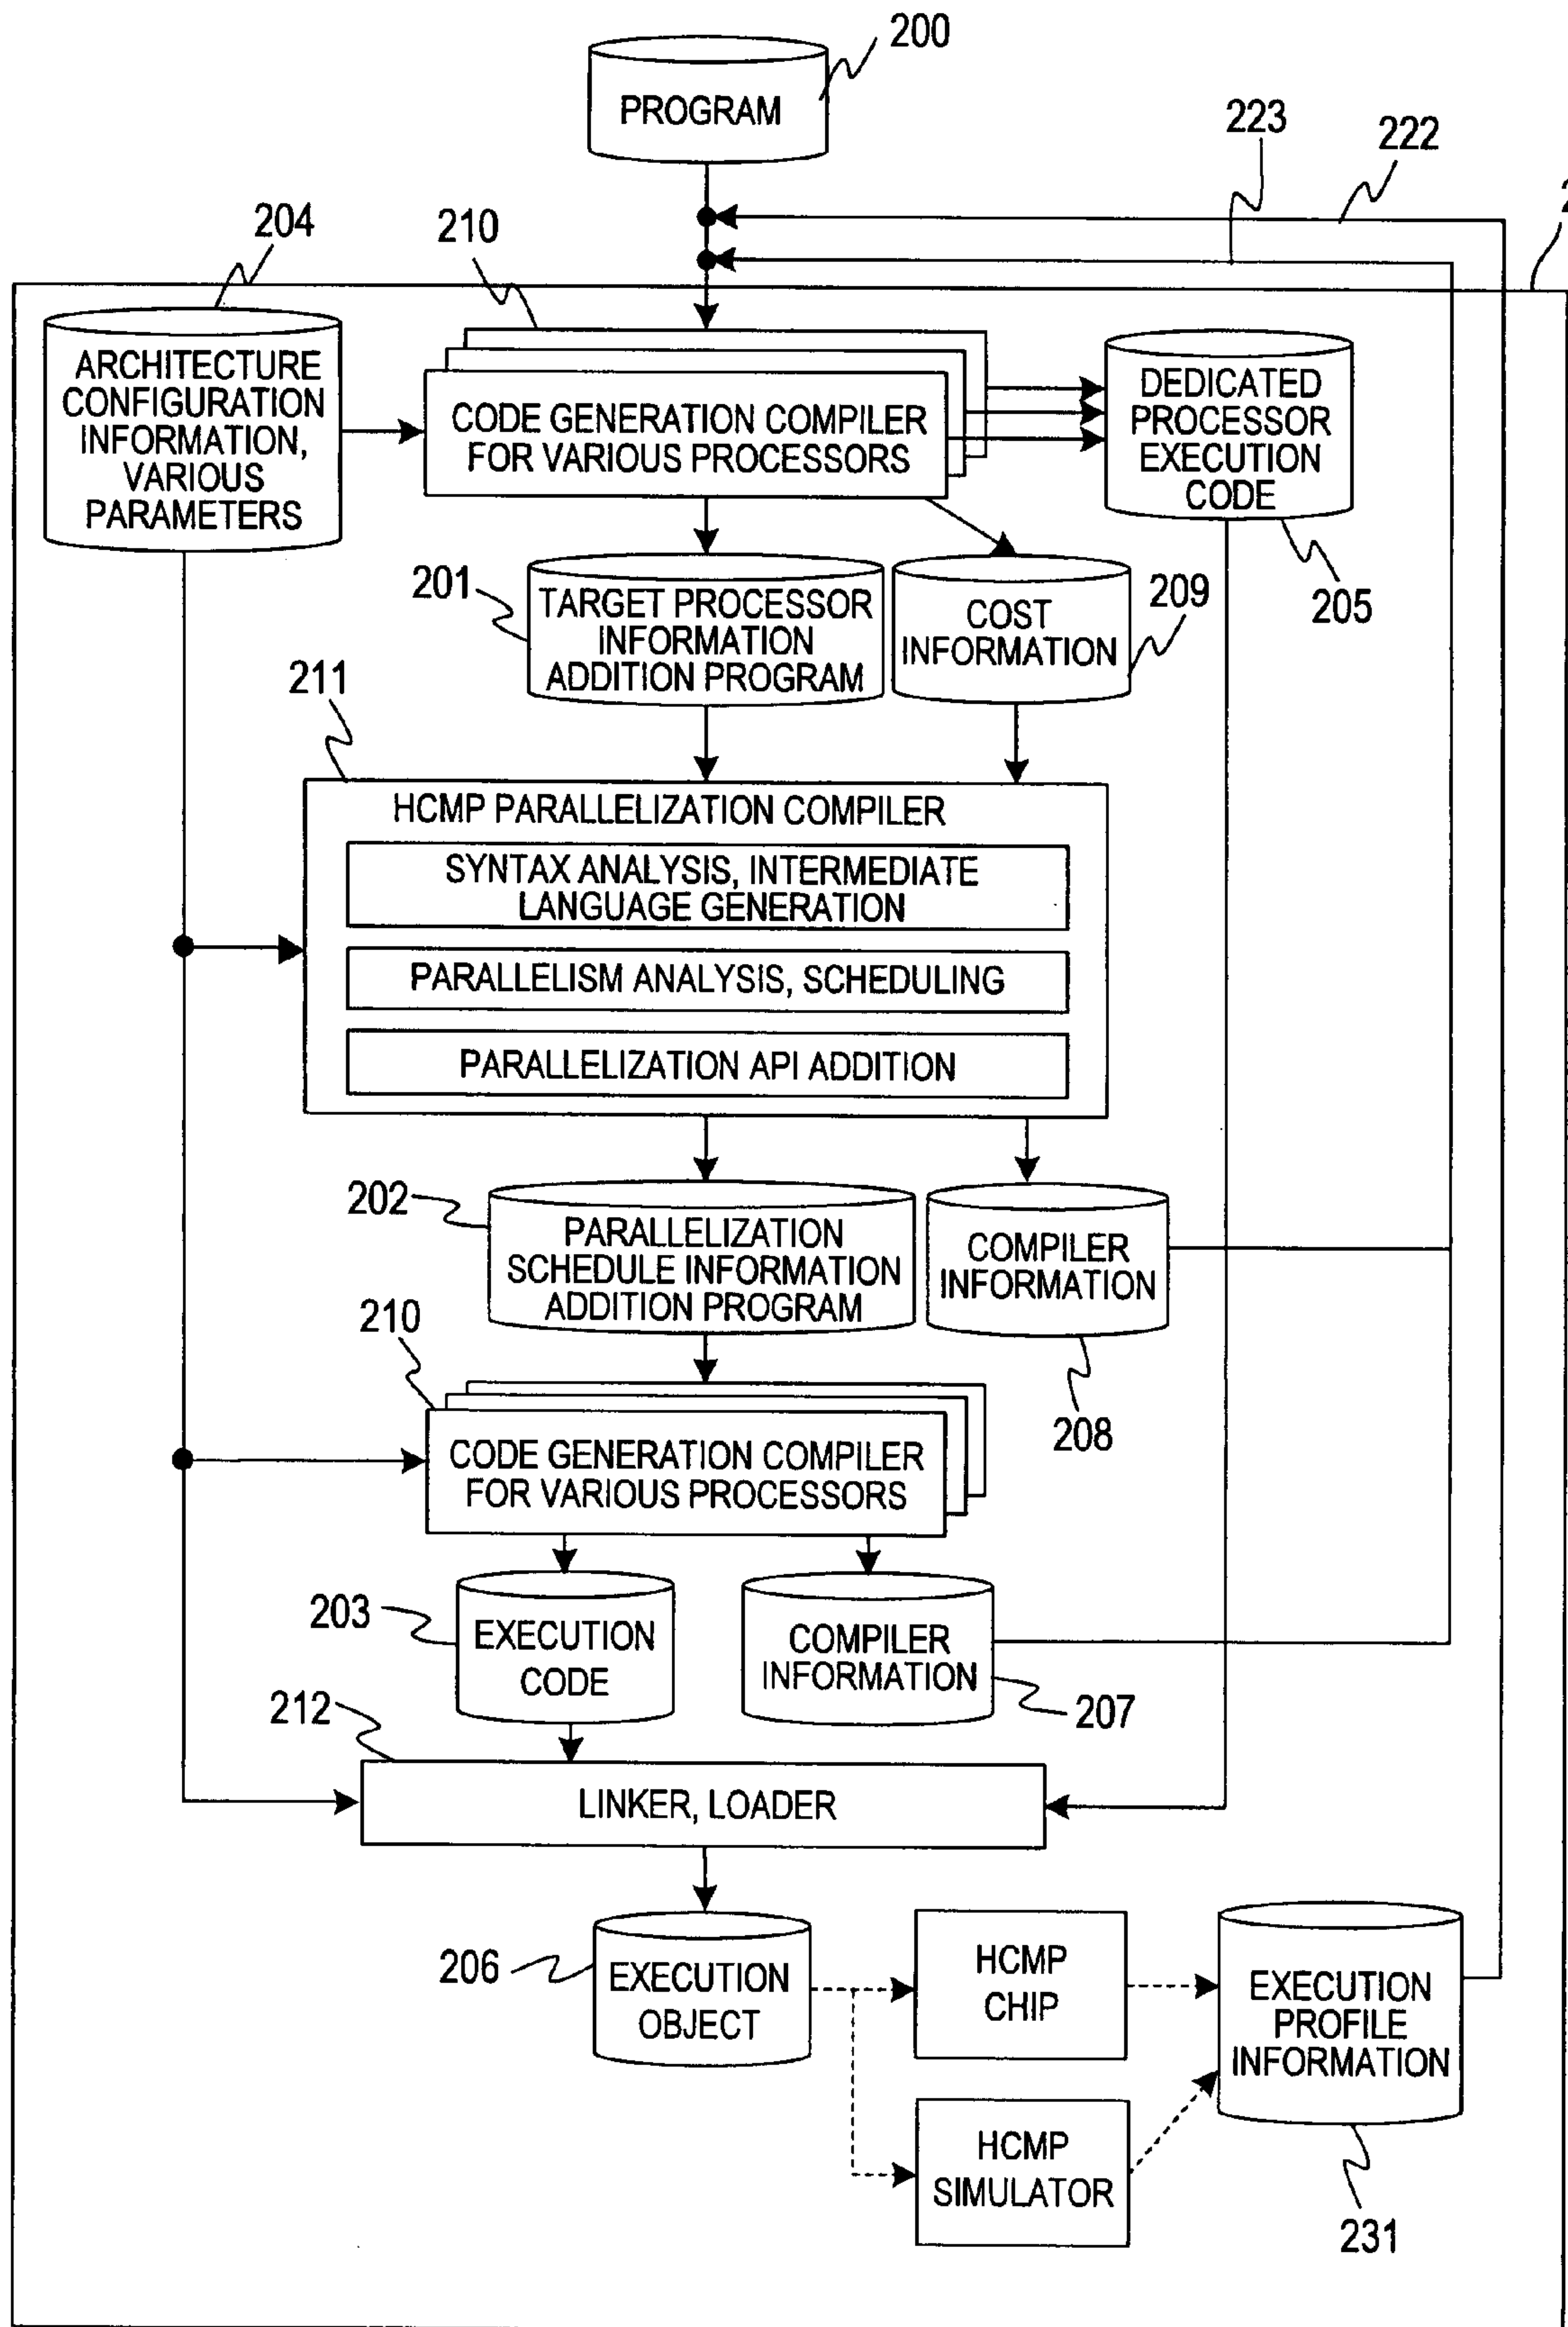 200
PROGRAM
223
222
204
210
ARCHITECTURE
CONFIGURATION
INFORMATION,
VARIOUS
PARAMETERS
CODE GENERATION COMPILER
FOR VARIOUS PROCESSORS
DEDICATED
PROCESSOR
EXECUTION
CODE
205
201
TARGET PROCESSOR
INFORMATION
ADDITION PROGRAM
COST
INFORMATION
209
211
HCMP PARALLELIZATION COMPILER
SYNTAX ANALYSIS, INTERMEDIATE
LANGUAGE GENERATION
PARALLELISM ANALYSIS, SCHEDULING
PARALLELIZATION API ADDITION
202
PARALLELIZATION
SCHEDULE INFORMATION
ADDITION PROGRAM
COMPILER
INFORMATION
208
210
CODE GENERATION COMPILER
FOR VARIOUS PROCESSORS
203
EXECUTION
CODE
COMPILER
INFORMATION
207
212
LINKER, LOADER
206
EXECUTION
OBJECT
HCMP
CHIP
HCMP
SIMULATOR
EXECUTION
PROFILE
INFORMATION
231